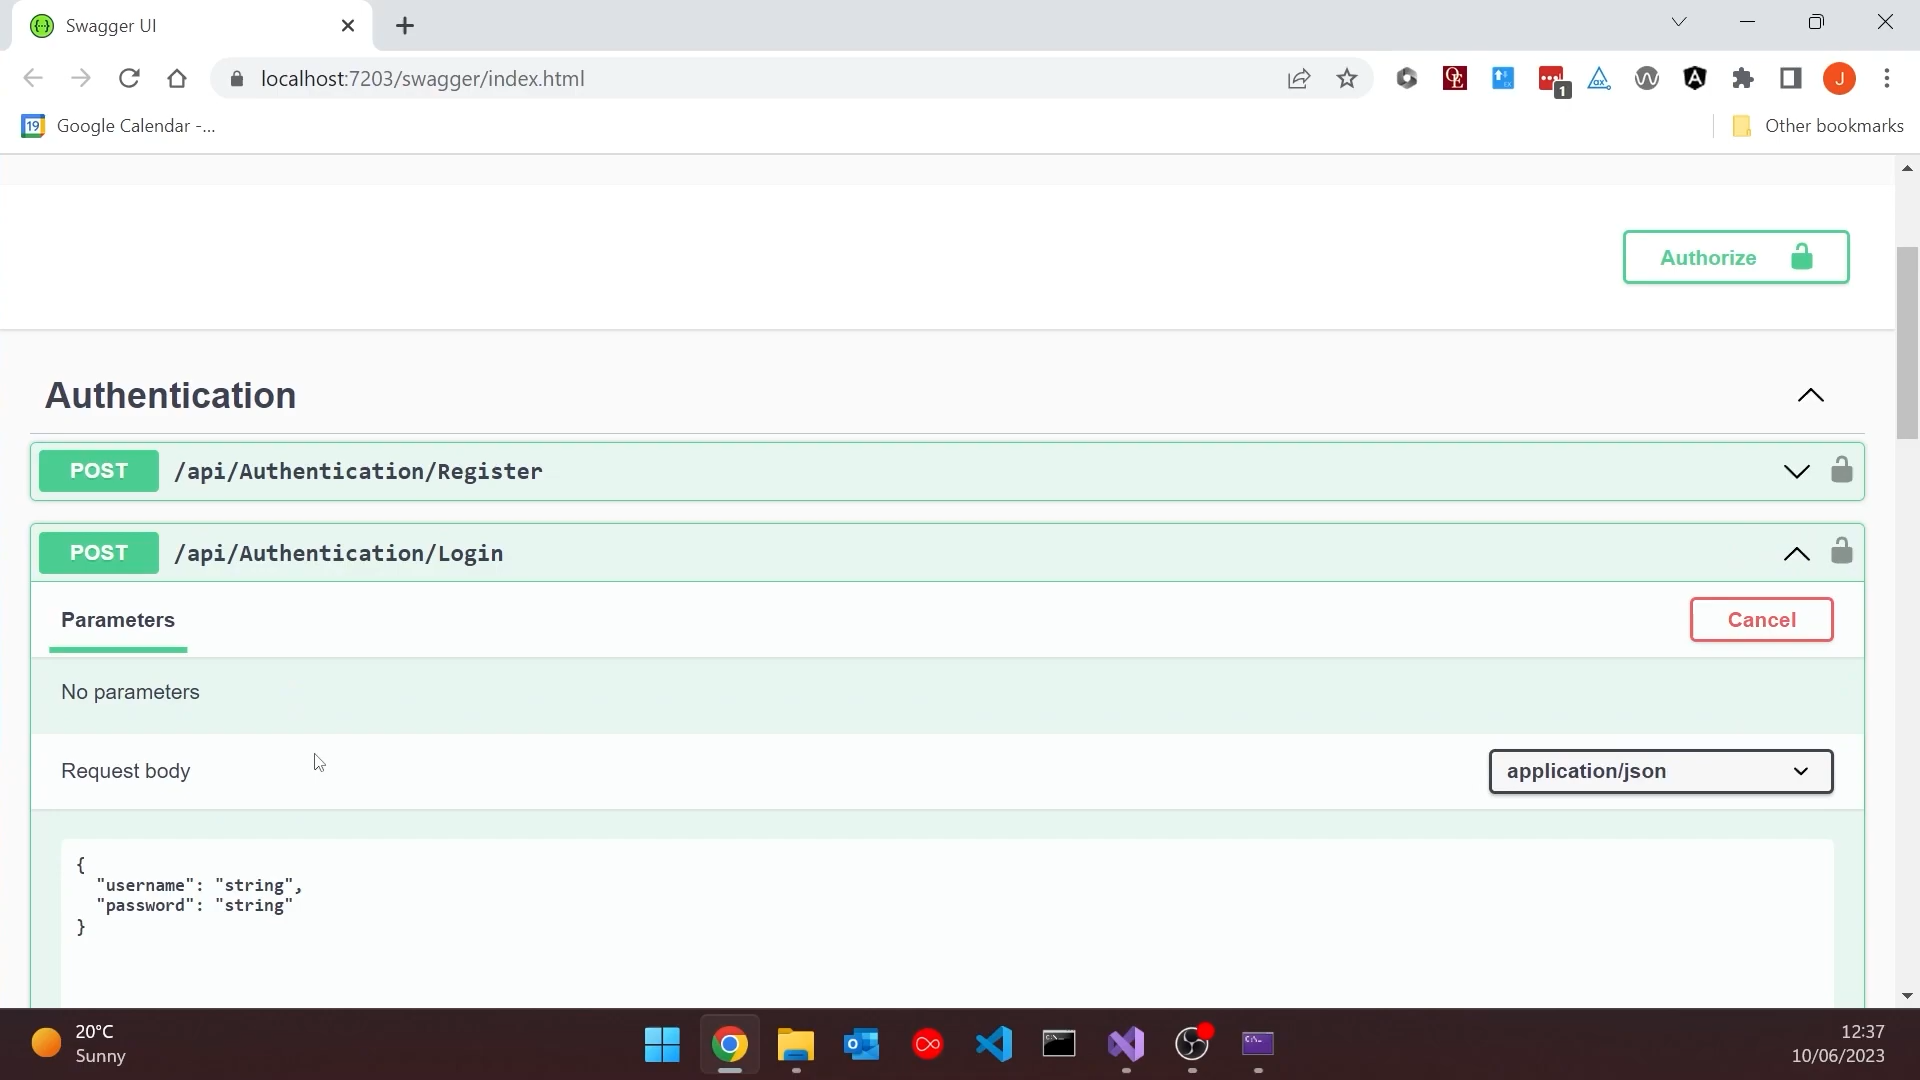 Swagger UI
localhost:7203/swagger/index.html
1
J
19 Google Calendar -...
Other bookmarks
Authorize
Authentication
POST /api/Authentication/Register
POST /api/Authentication/Login
Parameters
Cancel
No parameters
Request body
application/json
{
"username": "string",
"password": "string"
}
20°C
Sunny
12:37
10/06/2023